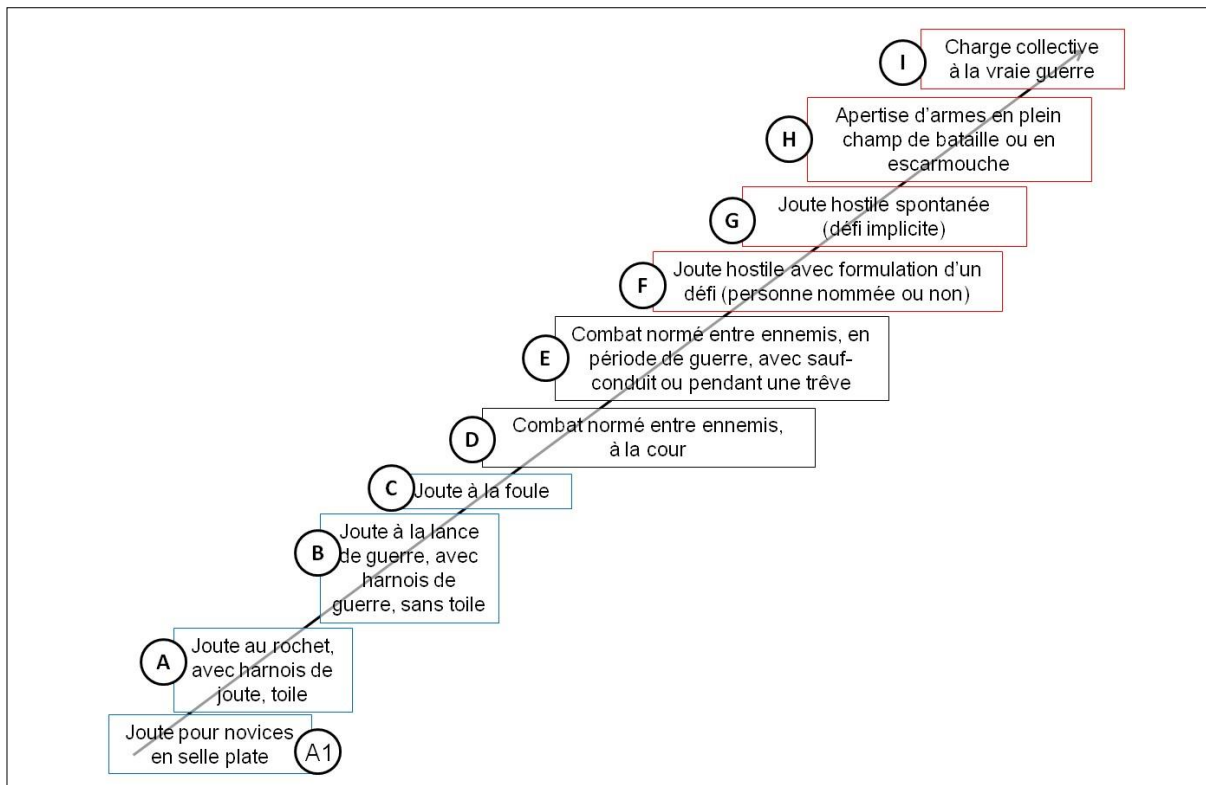 I
Charge collective
à la vraie guerre
H
Apertise d'armes en plein
champ de bataille ou en
escarmouche
G
Joute hostile spontanée
(défi implicite)
F
Joute hostile avec formulation d'un
défi (personne nommée ou non)
E
Combat normé entre ennemis, en
période de guerre, avec sauf-
conduit ou pendant une trêve
D
Combat normé entre ennemis,
à la cour
C
Joute à la foule
B
Joute à la lance
de guerre, avec
harnois de
guerre, sans toile
A
Joute au rochet,
avec harnois de
joute, toile
Joute pour novices
en selle plate
A1